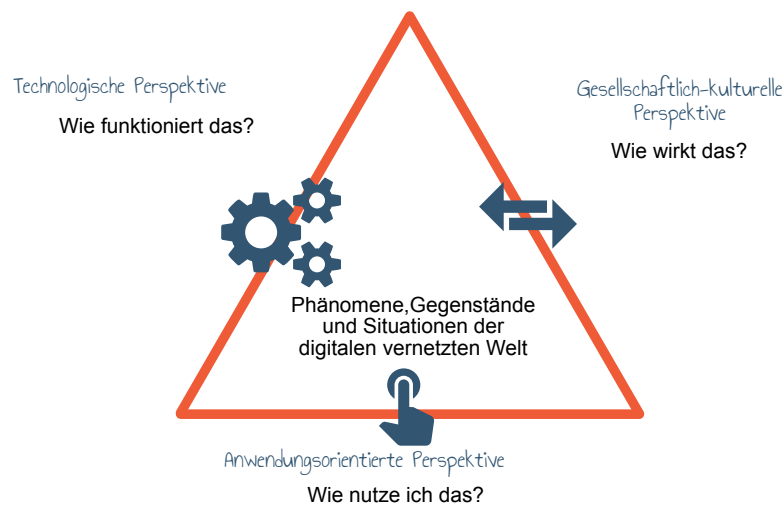 Technologische Perspektive
Wie funktioniert das?
Gesellschaftlich-kulturelle
Perspektive
Wie wirkt das?
Phänomene,Gegenstände
und Situationen der
digitalen vernetzten Welt
Anwendungsorientierte Perspektive
Wie nutze ich das?